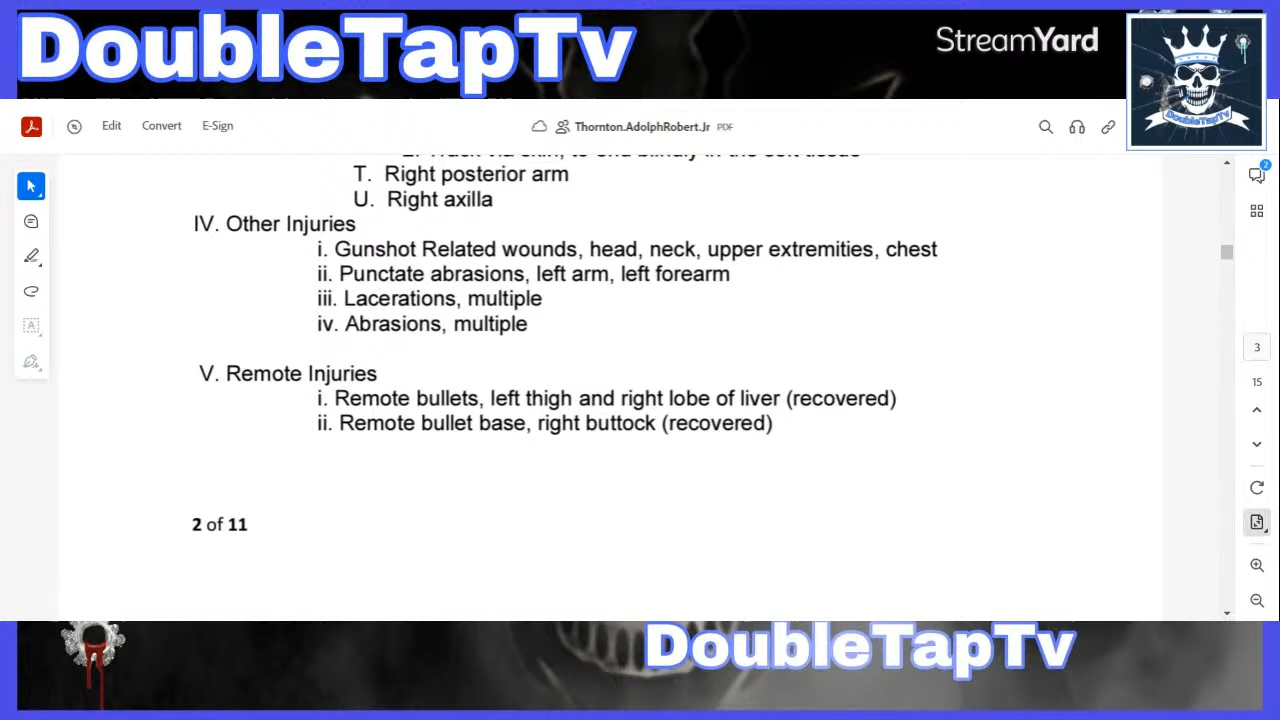 DoubleTapTv
StreamYard
DoubleTapTv
Edit
Convert
E-Sign
Thornton.AdolphRobert.Jr PDF
2
T. Right posterior arm
U. Right axilla
IV. Other Injuries
i. Gunshot Related wounds, head, neck, upper extremities, chest
ii. Punctate abrasions, left arm, left forearm
iii. Lacerations, multiple
iv. Abrasions, multiple
V. Remote Injuries
i. Remote bullets, left thigh and right lobe of liver (recovered)
ii. Remote bullet base, right buttock (recovered)
2 of 11
3
15
DoubleTapTv